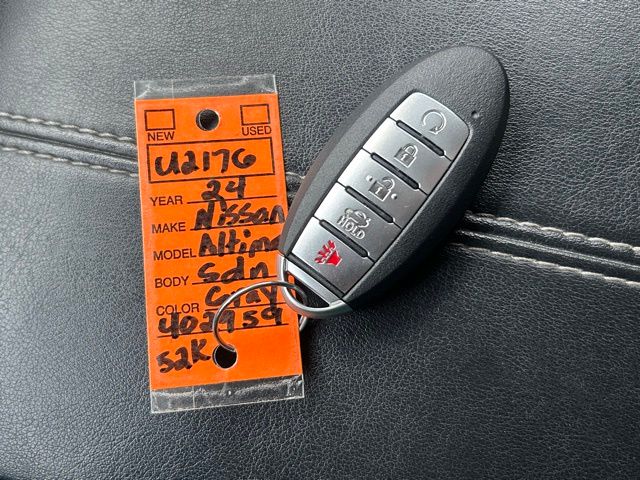 NEW USED
U2176
YEAR 24
MAKE Nissan
MODEL Altima
BODY Sdn
COLOR Gray
402959
52K
HOLD